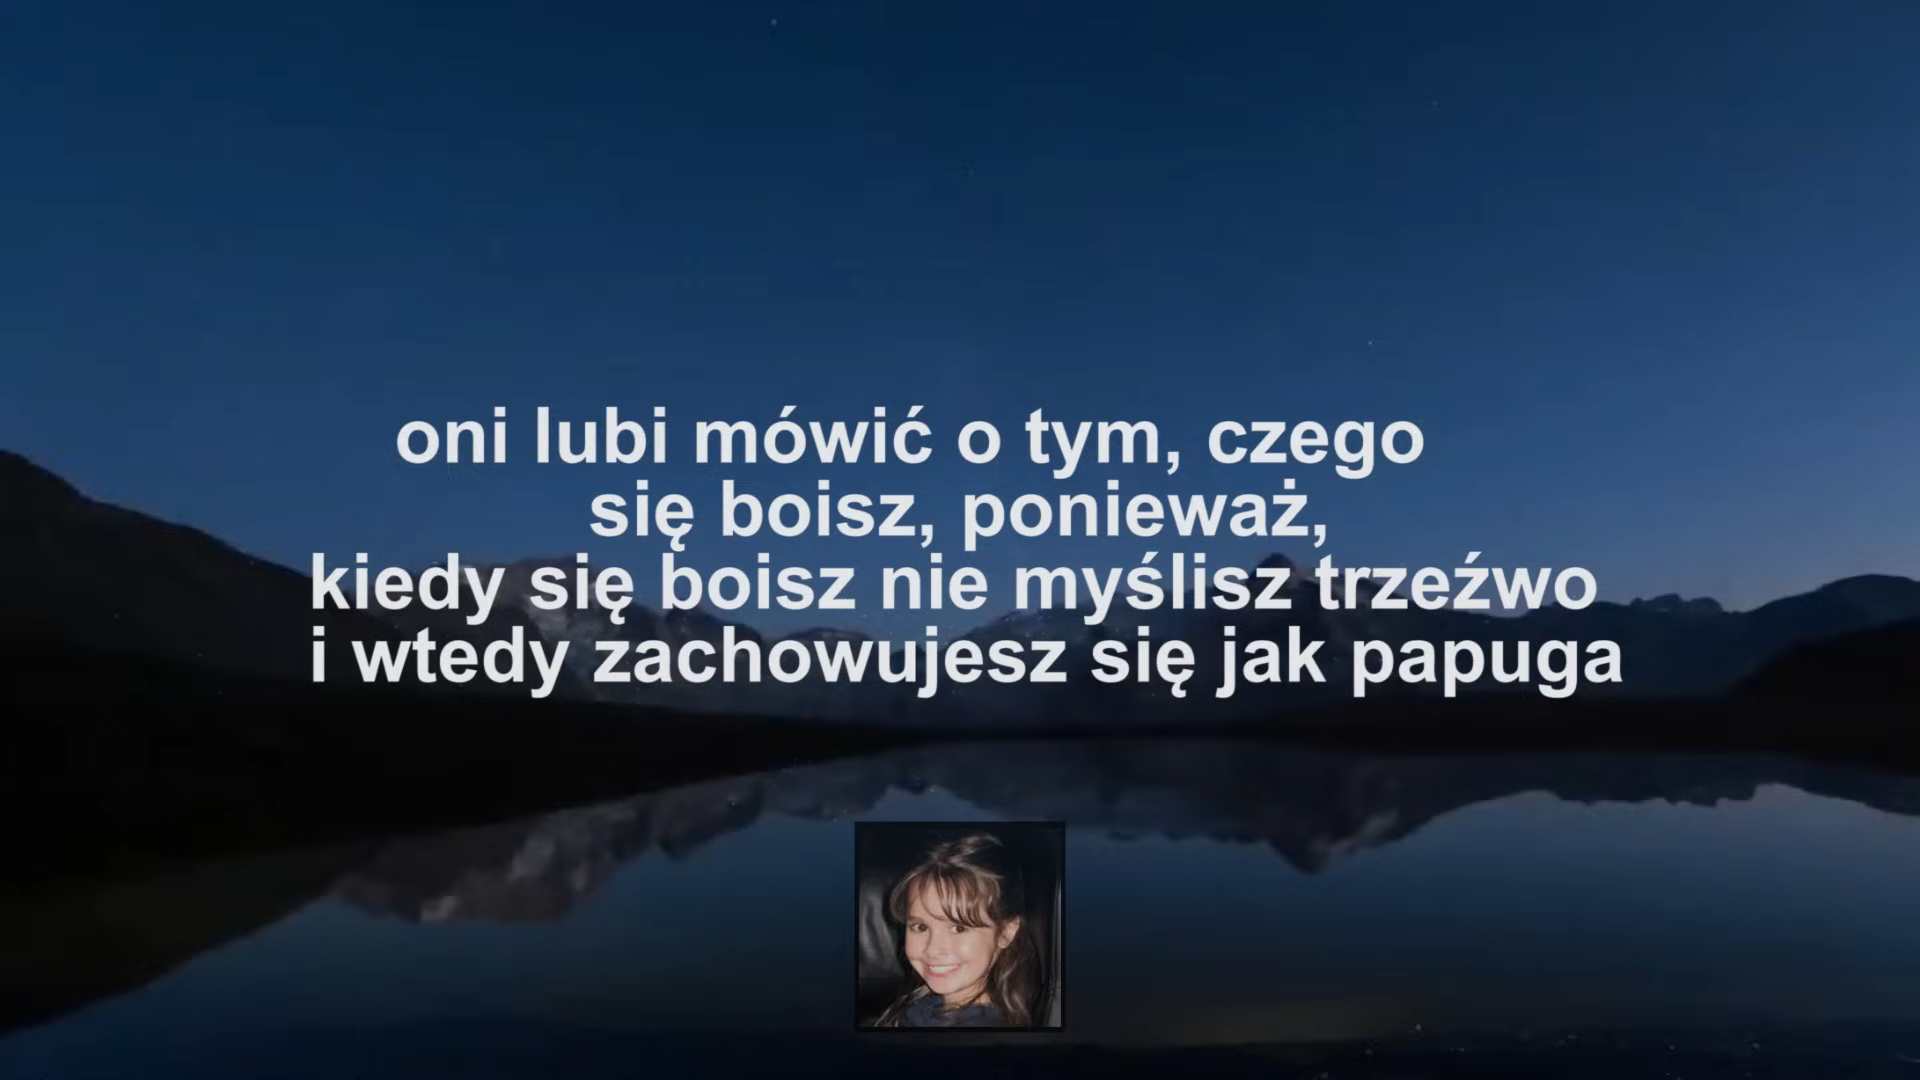 oni lubi mówić o tym, czego
się boisz, ponieważ,
kiedy się boisz nie myślisz trzeźwo
i wtedy zachowujesz się jak papuga